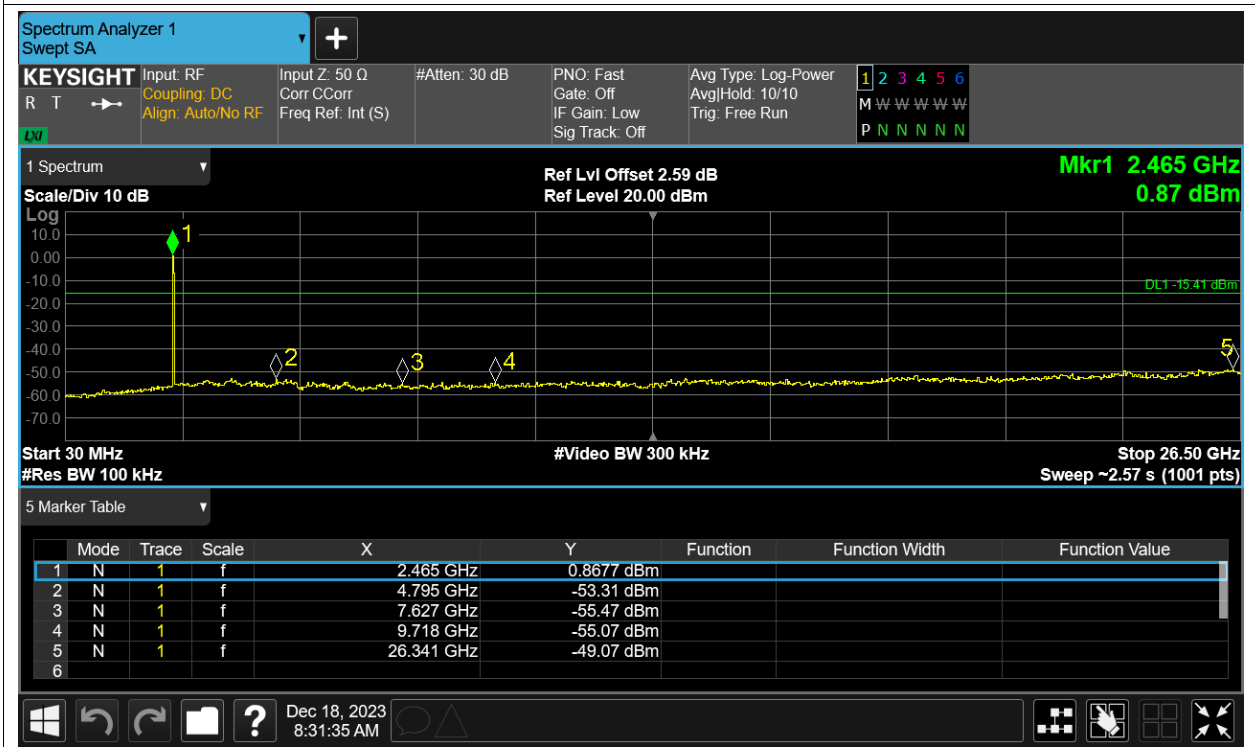 Spectrum Analyzer 1
Swept SA
+
KEYSIGHT Input: RF Input Z: 50 Ω #Atten: 30 dB PNO: Fast Avg Type: Log-Power 1 2 3 4 5 6
R T Coupling: DC Corr CCorr Gate: Off Avg|Hold: 10/10 M W W W W W
Align: Auto/No RF Freq Ref: Int (S) IF Gain: Low Trig: Free Run
LXI Sig Track: Off P N N N N N
1 Spectrum Ref Lvl Offset 2.59 dB Mkr1 2.465 GHz
Scale/Div 10 dB Ref Level 20.00 dBm 0.87 dBm
Log
10.0 1
0.00
-10.0 DL1 -15.41 dBm
-20.0
-30.0
-40.0 2 3 4 5
-50.0
-60.0
-70.0
Start 30 MHz #Video BW 300 kHz Stop 26.50 GHz
#Res BW 100 kHz Sweep ~2.57 s (1001 pts)
5 Marker Table
Mode Trace Scale X Y Function Function Width Function Value
1 N 1 f 2.465 GHz 0.8677 dBm
2 N 1 f 4.795 GHz -53.31 dBm
3 N 1 f 7.627 GHz -55.47 dBm
4 N 1 f 9.718 GHz -55.07 dBm
5 N 1 f 26.341 GHz -49.07 dBm
6
? Dec 18, 2023
8:31:35 AM